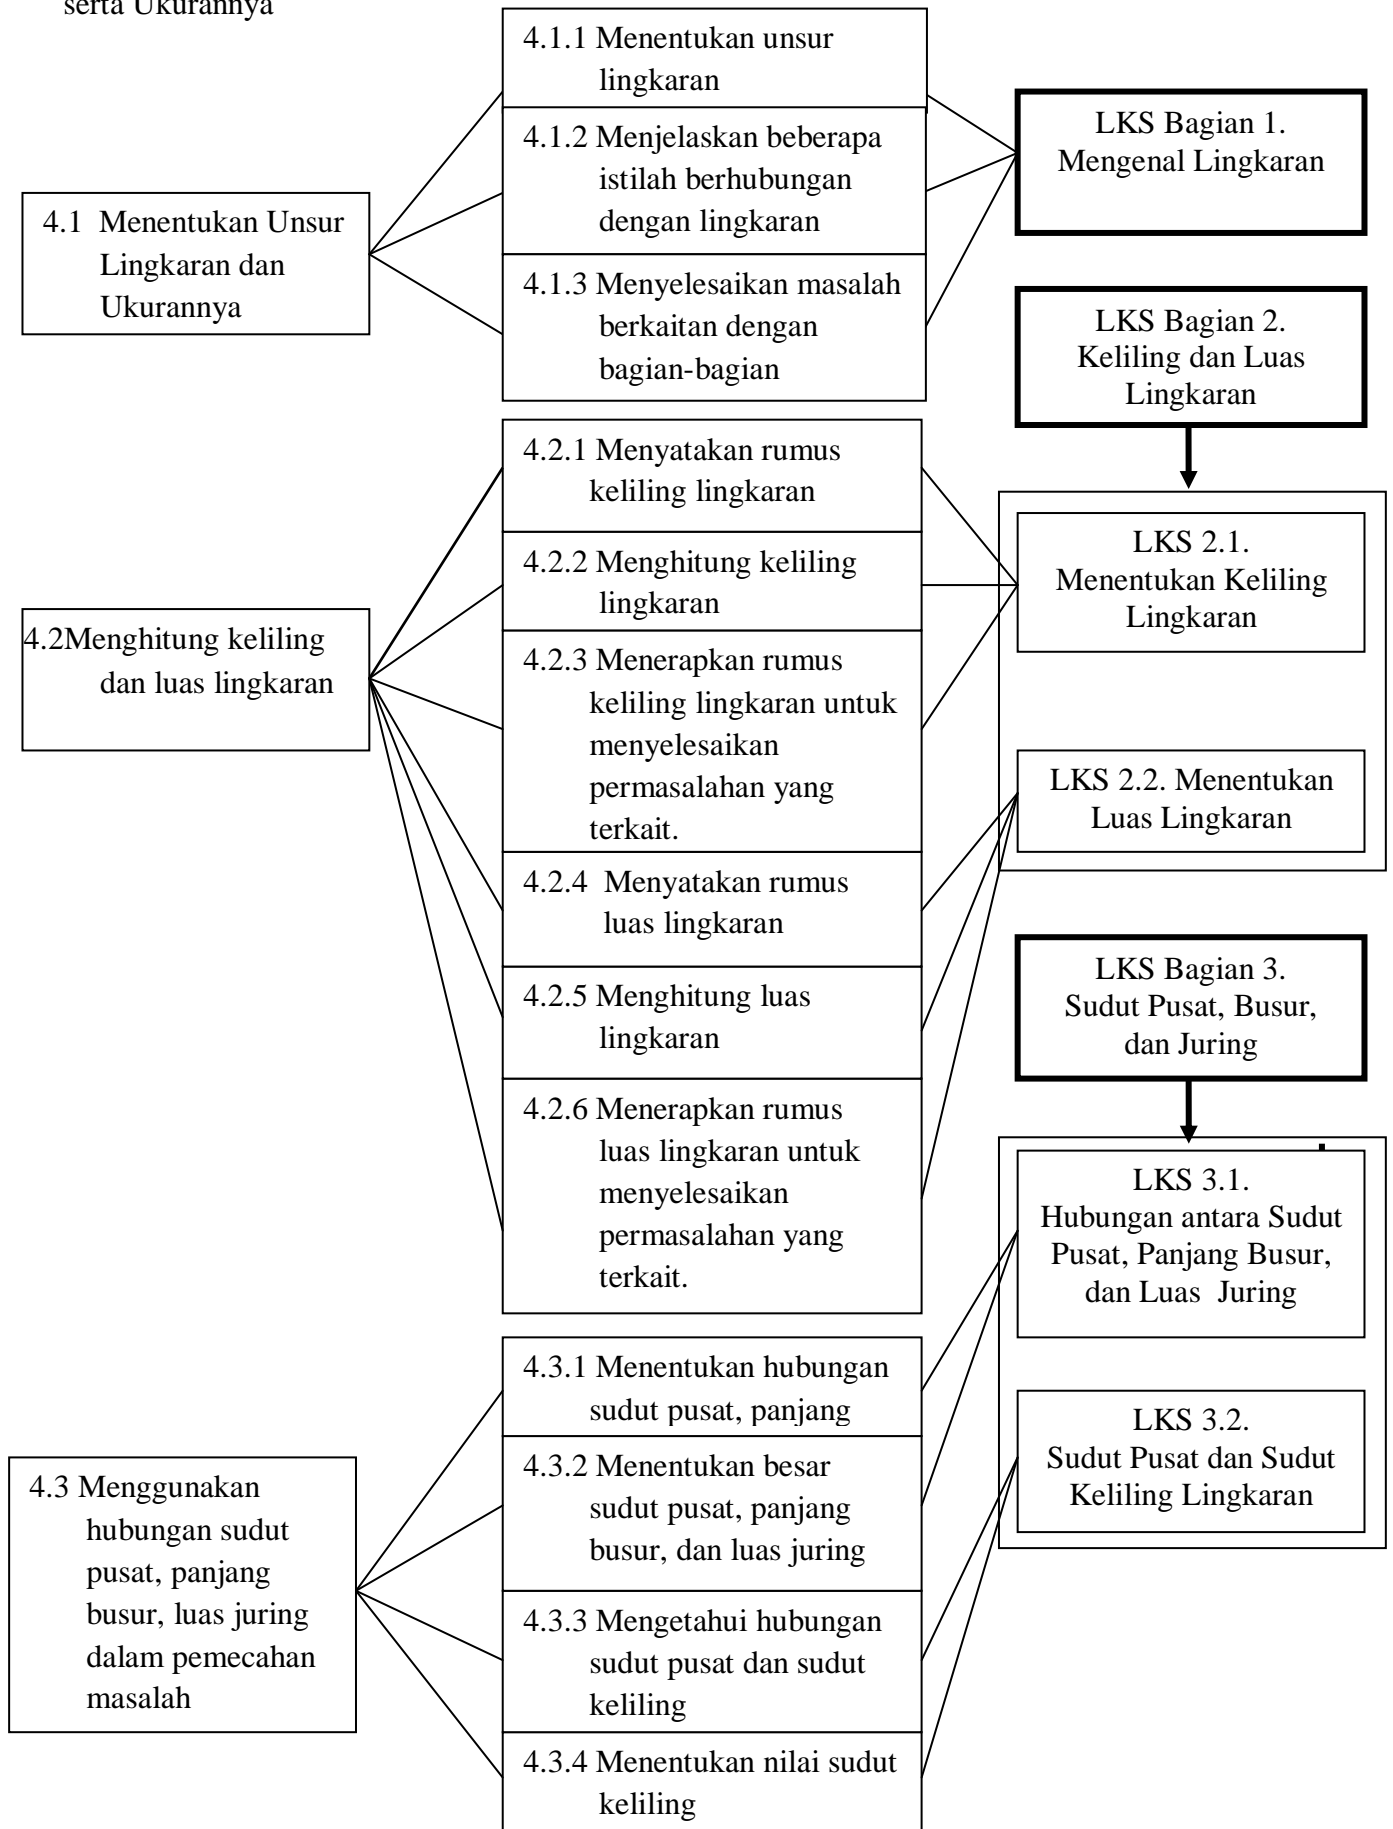 serta Ukurannya
4.1 Menentukan Unsur
Lingkaran dan
Ukurannya
4.1.1 Menentukan unsur
lingkaran
4.1.2 Menjelaskan beberapa
istilah berhubungan
dengan lingkaran
4.1.3 Menyelesaikan masalah
berkaitan dengan
bagian-bagian
LKS Bagian 1.
Mengenal Lingkaran
LKS Bagian 2.
Keliling dan Luas
Lingkaran
4.2Menghitung keliling
dan luas lingkaran
4.2.1 Menyatakan rumus
keliling lingkaran
4.2.2 Menghitung keliling
lingkaran
4.2.3 Menerapkan rumus
keliling lingkaran untuk
menyelesaikan
permasalahan yang
terkait.
4.2.4 Menyatakan rumus
luas lingkaran
4.2.5 Menghitung luas
lingkaran
4.2.6 Menerapkan rumus
luas lingkaran untuk
menyelesaikan
permasalahan yang
terkait.
LKS 2.1.
Menentukan Keliling
Lingkaran
LKS 2.2. Menentukan
Luas Lingkaran
LKS Bagian 3.
Sudut Pusat, Busur,
dan Juring
4.3 Menggunakan
hubungan sudut
pusat, panjang
busur, luas juring
dalam pemecahan
masalah
4.3.1 Menentukan hubungan
sudut pusat, panjang
4.3.2 Menentukan besar
sudut pusat, panjang
busur, dan luas juring
4.3.3 Mengetahui hubungan
sudut pusat dan sudut
keliling
4.3.4 Menentukan nilai sudut
keliling
LKS 3.1.
Hubungan antara Sudut
Pusat, Panjang Busur,
dan Luas Juring
LKS 3.2.
Sudut Pusat dan Sudut
Keliling Lingkaran